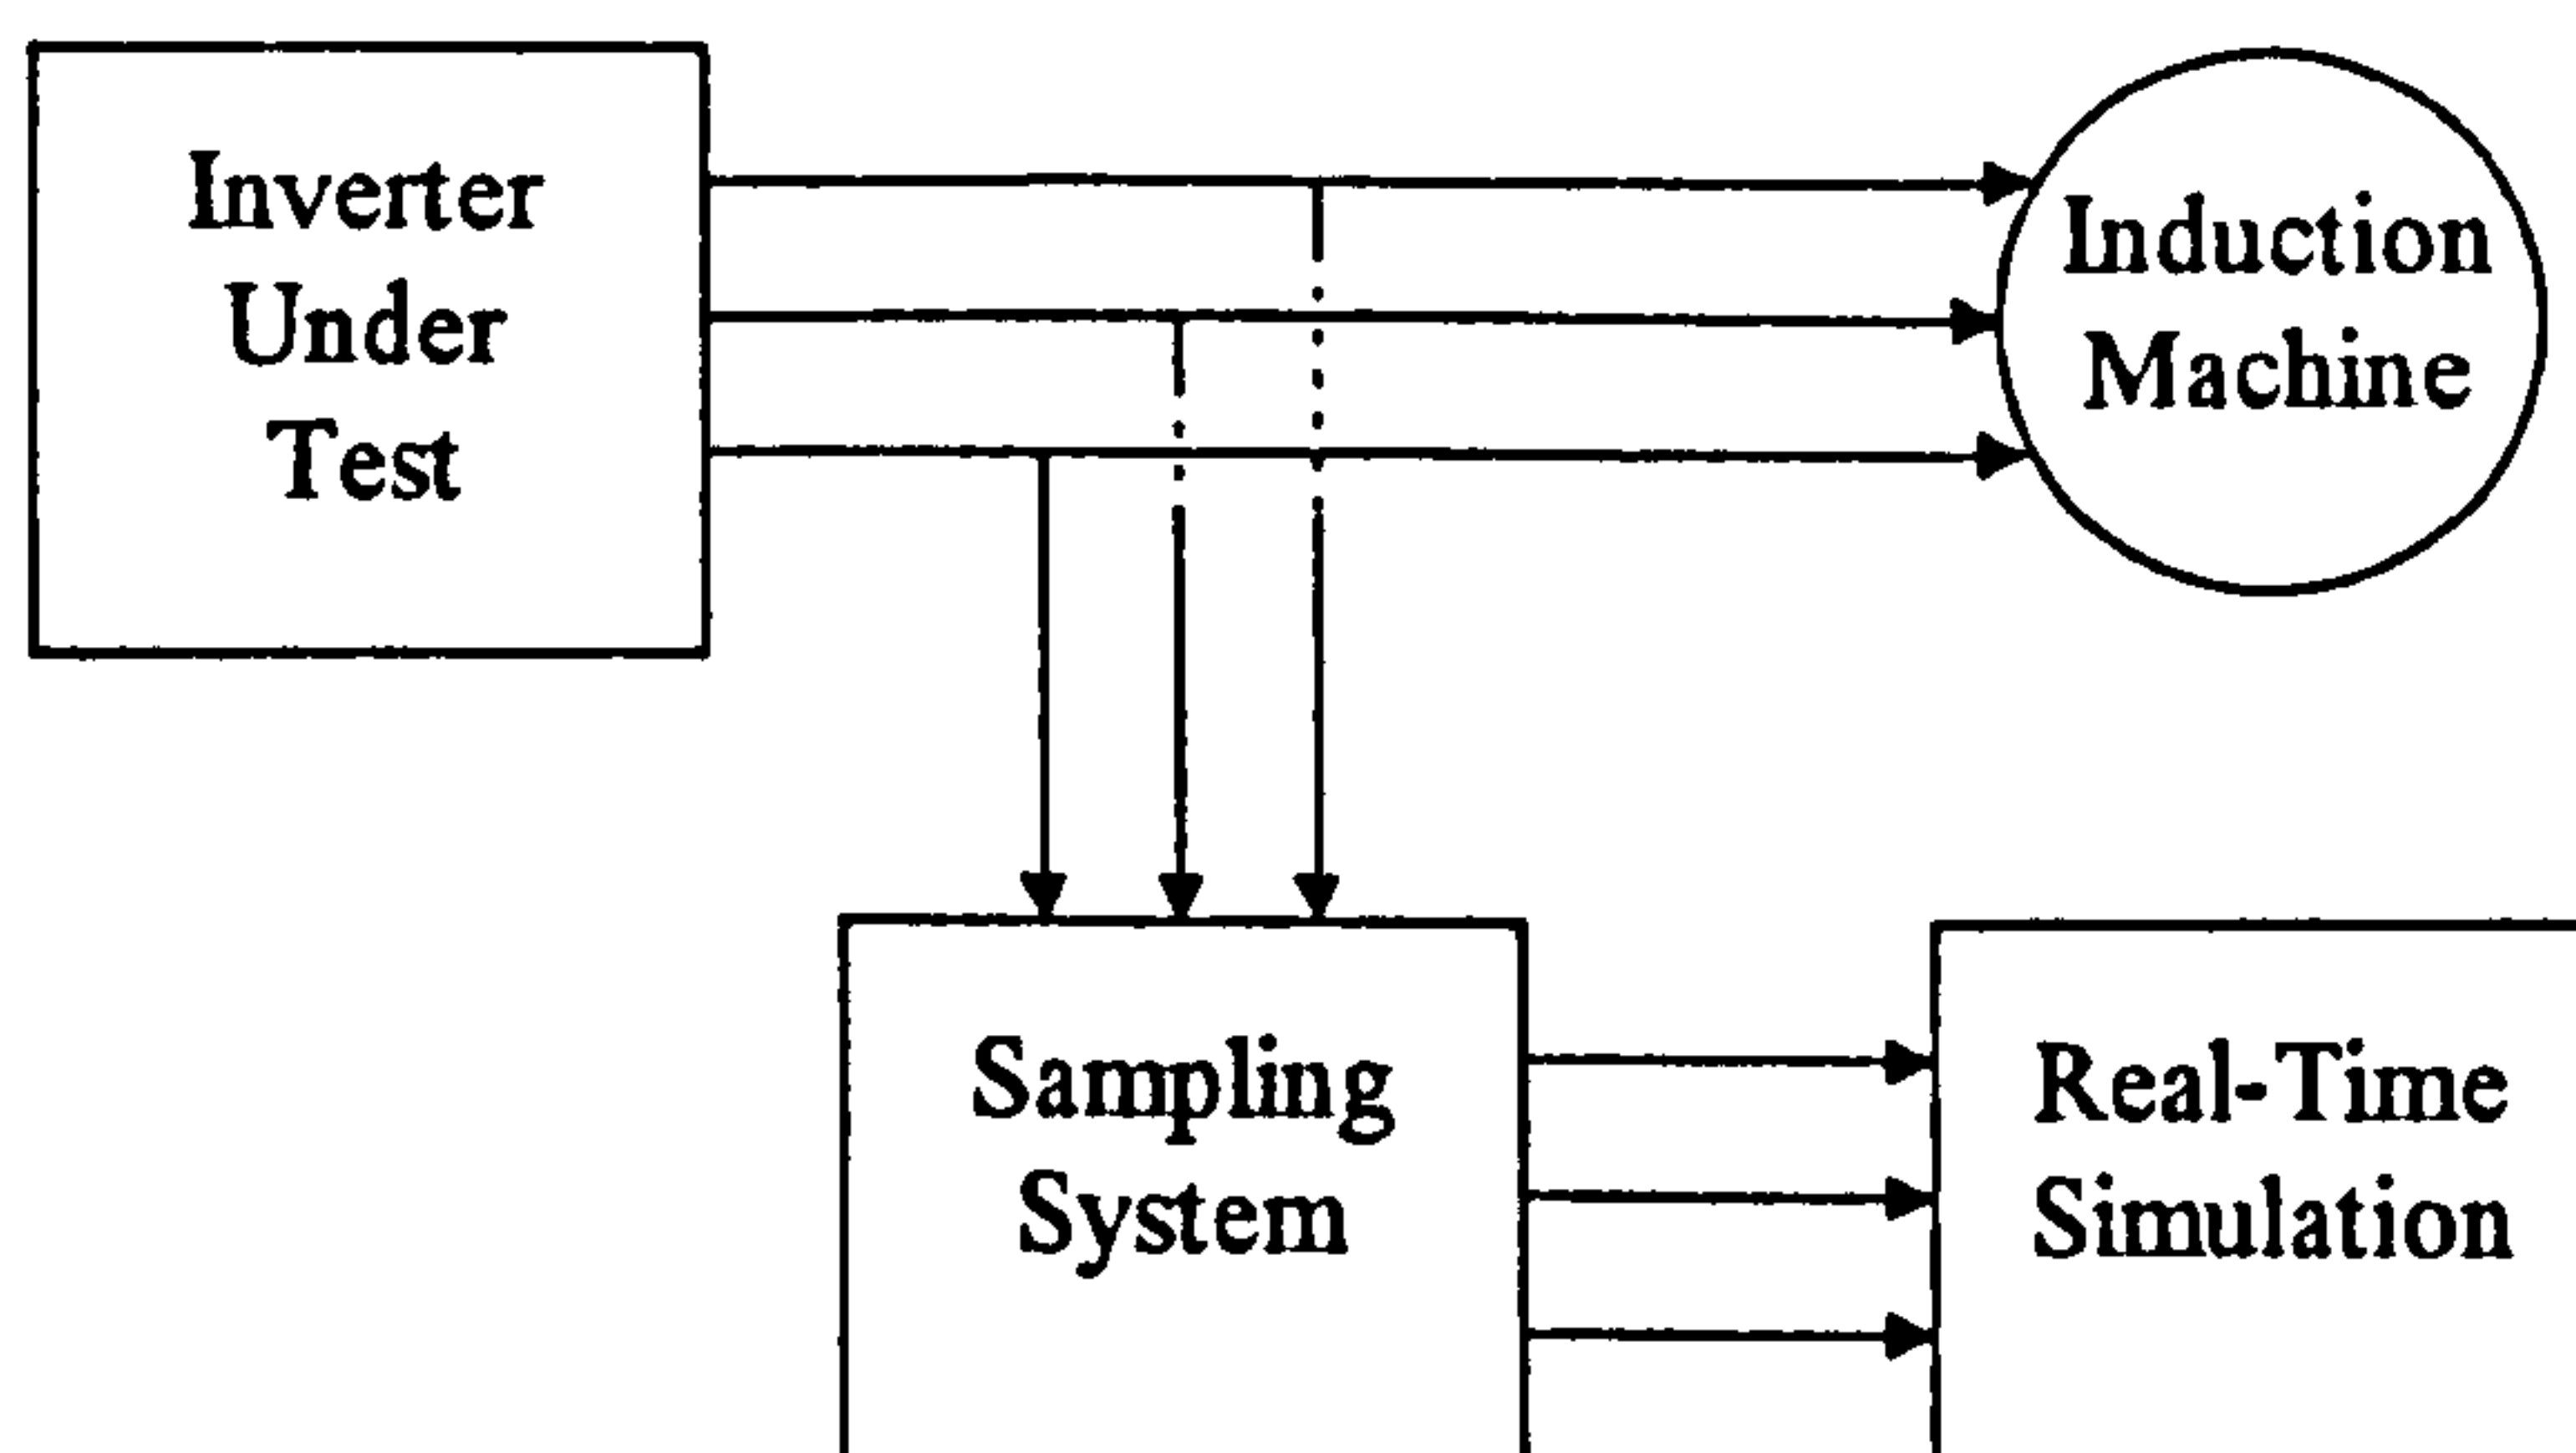 Inverter
Under
Test
Induction
Machine
Sampling
System
Real-Time
Simulation